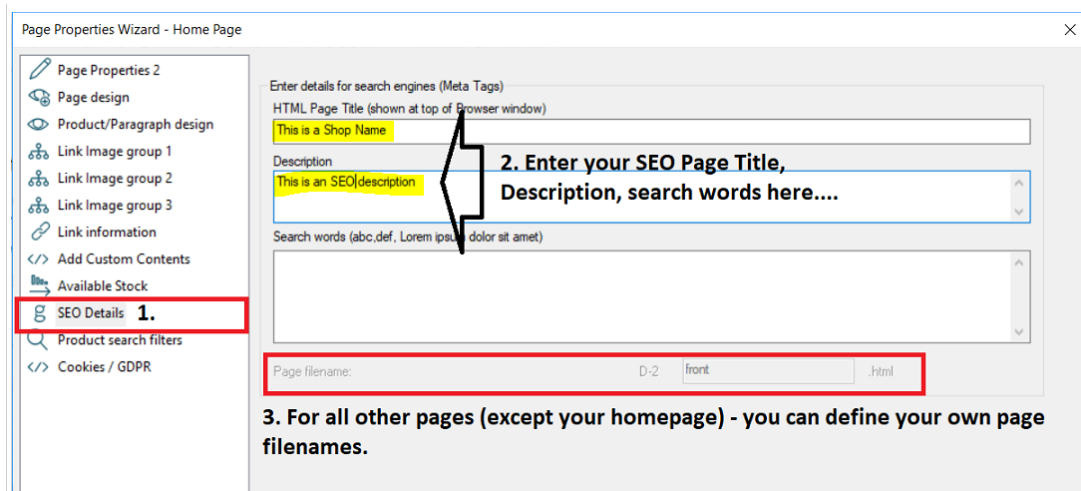 Page Properties Wizard - Home Page
Page Properties 2
Page design
Product/Paragraph design
Link Image group 1
Link Image group 2
Link Image group 3
Link information
Add Custom Contents
Available Stock
SEO Details 1.
Product search filters
Cookies / GDPR
Enter details for search engines (Meta Tags)
HTML Page Title (shown at top of Browser window)
This is a Shop Name
Description
This is an SEO description
2. Enter your SEO Page Title,
Description, search words here....
Search words (abc,def, Lorem ipsum dolor sit amet)
Page filename: D-2 front .html
3. For all other pages (except your homepage) - you can define your own page
filenames.